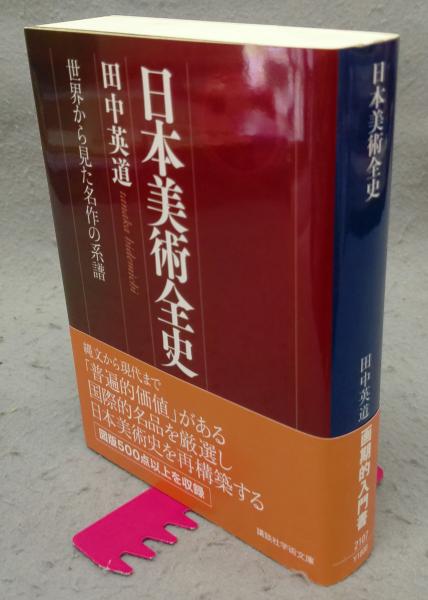 日本美術全史
田中英道
tanaka hidemichi
世界から見た名作の系譜
縄文から現代まで
「普遍的価値」がある
国際的名品を厳選し
日本美術史を再構築する
図版500点以上を収録
講談社学術文庫
日本美術全史
田中英道
画期的入門書
2107
¥1600